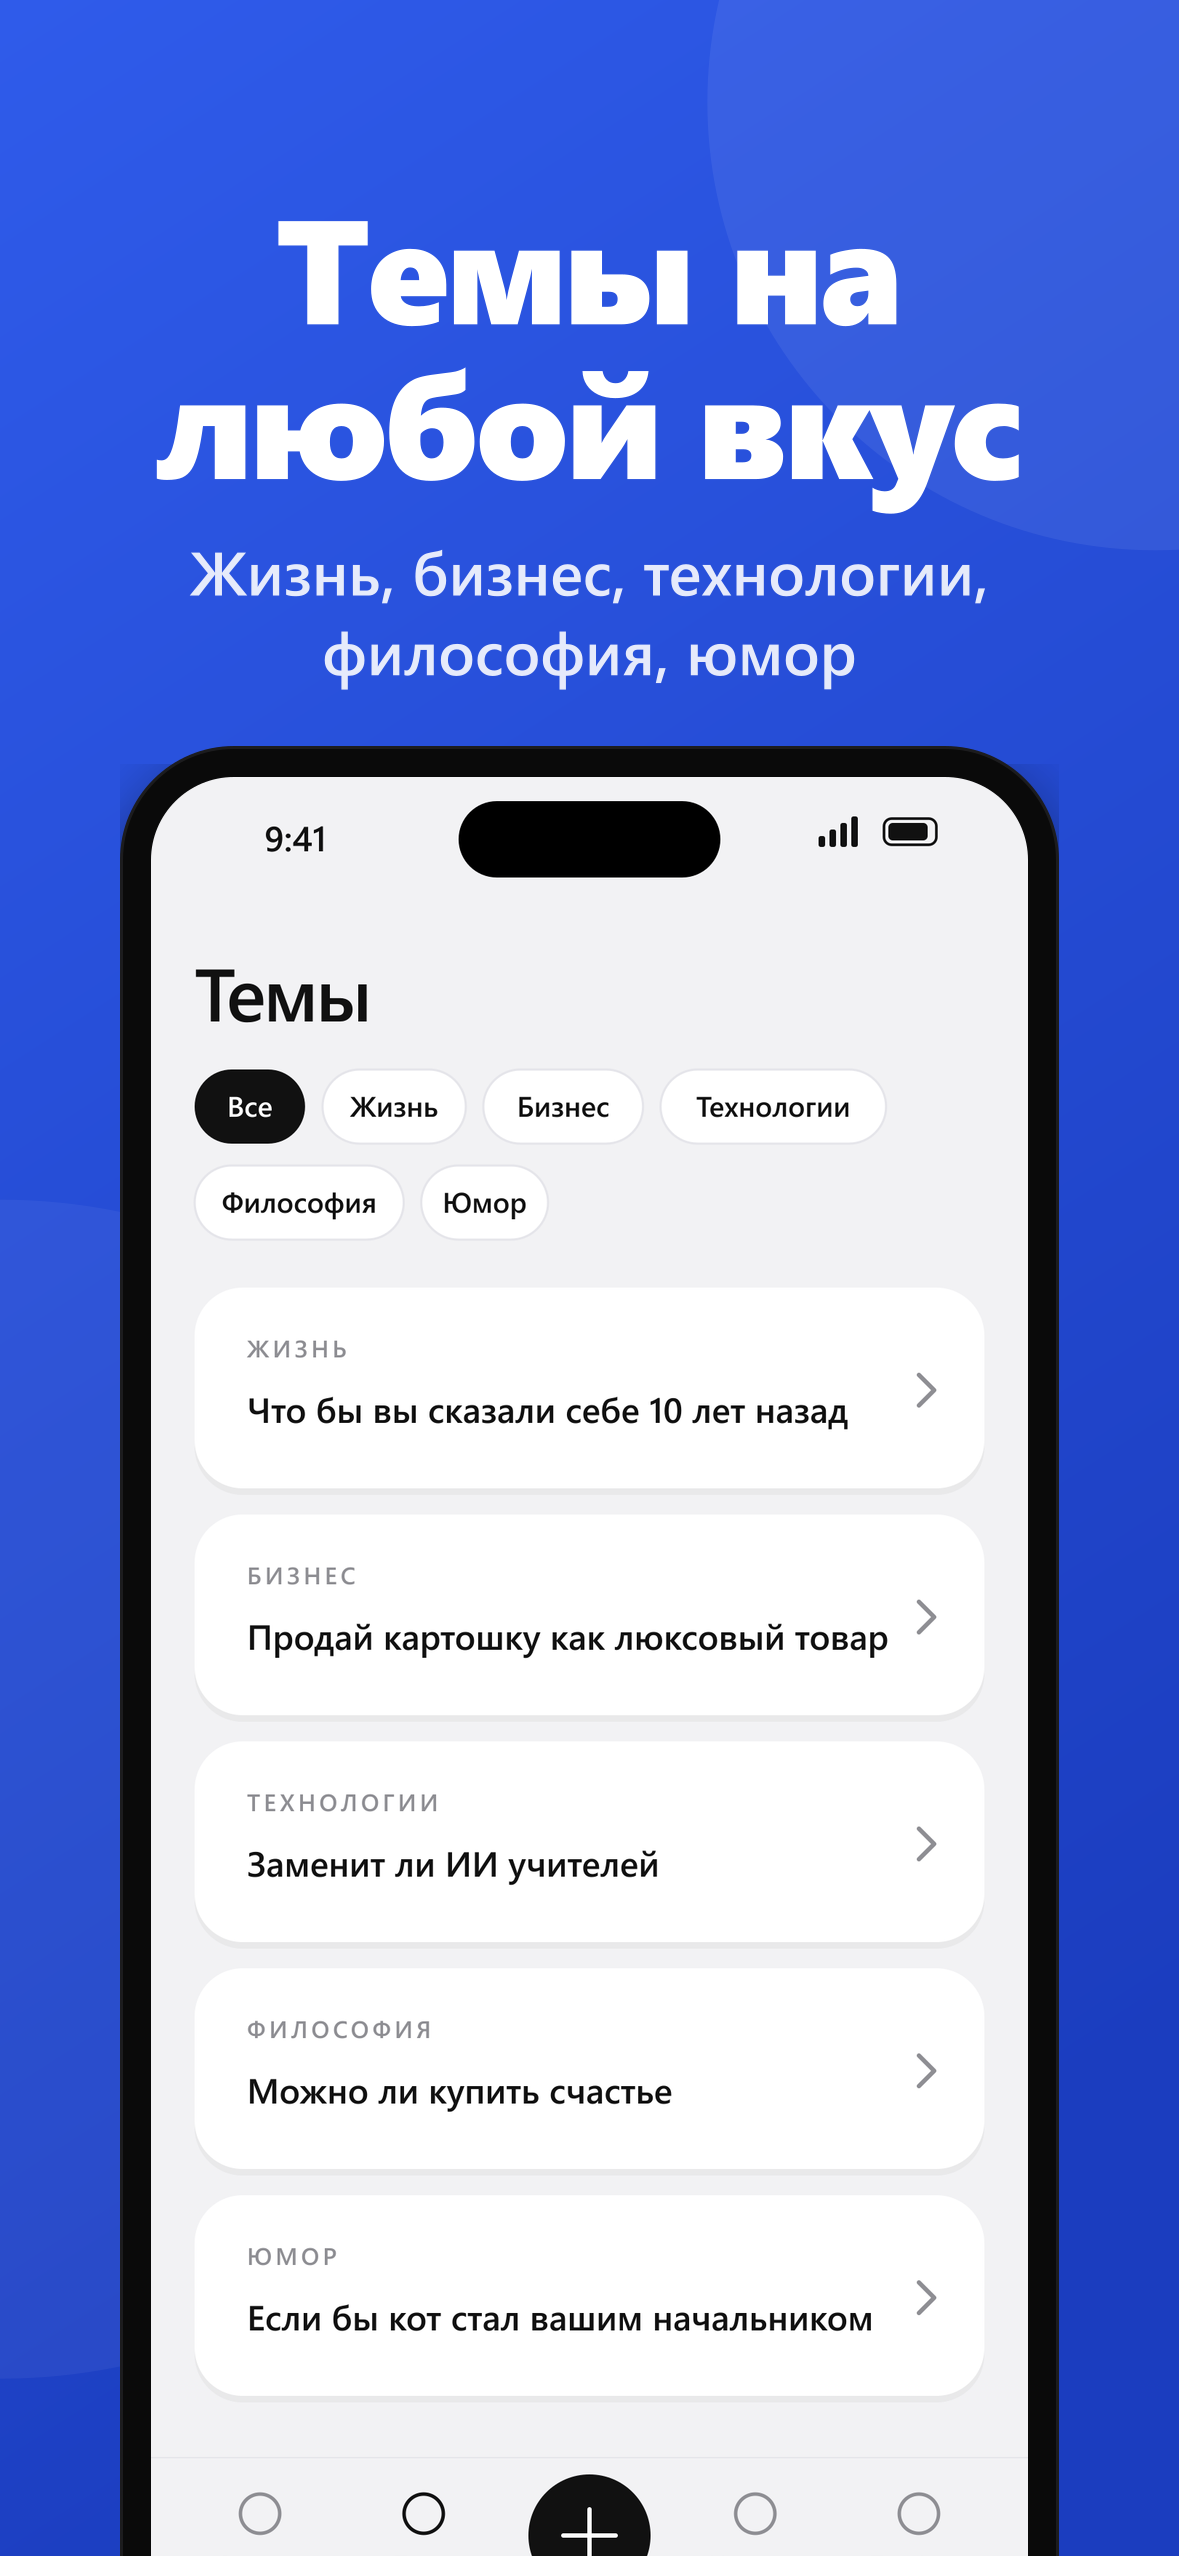 Темы на
любой вкус
Жизнь, бизнес, технологии,
философия, юмор
9:41
Темы
Все Жизнь Бизнес Технологии
Философия Юмор
ЖИЗНЬ
Что бы вы сказали себе 10 лет назад
БИЗНЕС
Продай картошку как люксовый товар
ТЕХНОЛОГИИ
Заменит ли ИИ учителей
ФИЛОСОФИЯ
Можно ли купить счастье
ЮМОР
Если бы кот стал вашим начальником